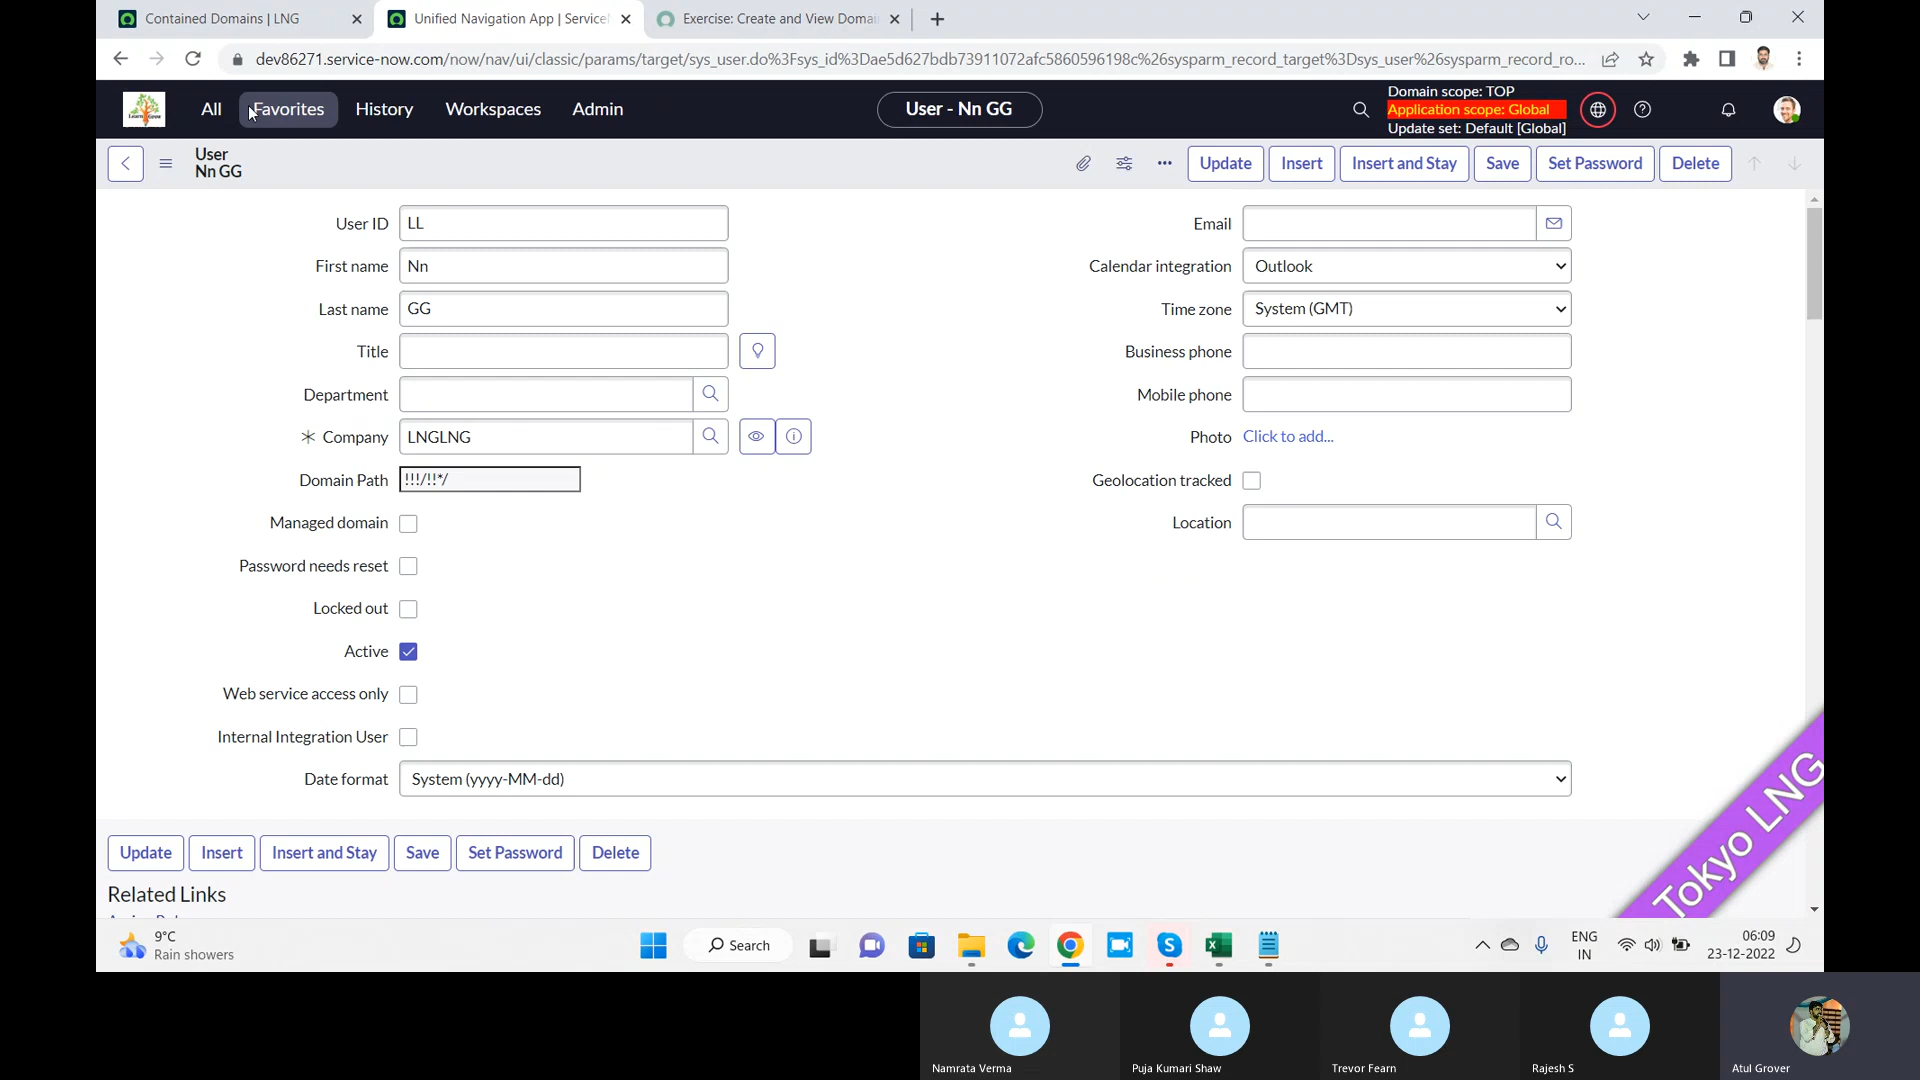 Contained Domains | LNG
Unified Navigation App | Service
Exercise: Create and View Domai
dev86271.service-now.com/now/nav/ui/classic/params/target/sys_user.do%3Fsys_id%3Dae5d627bdb73911072afc5860596198c%26sysparm_record_target%3Dsys_user%26sysparm_record_ro...
All
Favorites
History
Workspaces
Admin
User - Nn GG
Domain scope: TOP
Application scope: Global
Update set: Default [Global]
User
Nn GG
Update
Insert
Insert and Stay
Save
Set Password
Delete
User ID LL
First name Nn
Last name GG
Title
Department
Company LNGLNG
Domain Path !!!/!!*/
Managed domain
Password needs reset
Locked out
Active
Web service access only
Internal Integration User
Date format System (yyyy-MM-dd)
Email
Calendar integration Outlook
Time zone System (GMT)
Business phone
Mobile phone
Photo Click to add...
Geolocation tracked
Location
Update
Insert
Insert and Stay
Save
Set Password
Delete
Related Links
Tokyo LNG
9°C
Rain showers
Search
ENG
IN
06:09
23-12-2022
Namrata Verma
Puja Kumari Shaw
Trevor Fearn
Rajesh S
Atul Grover